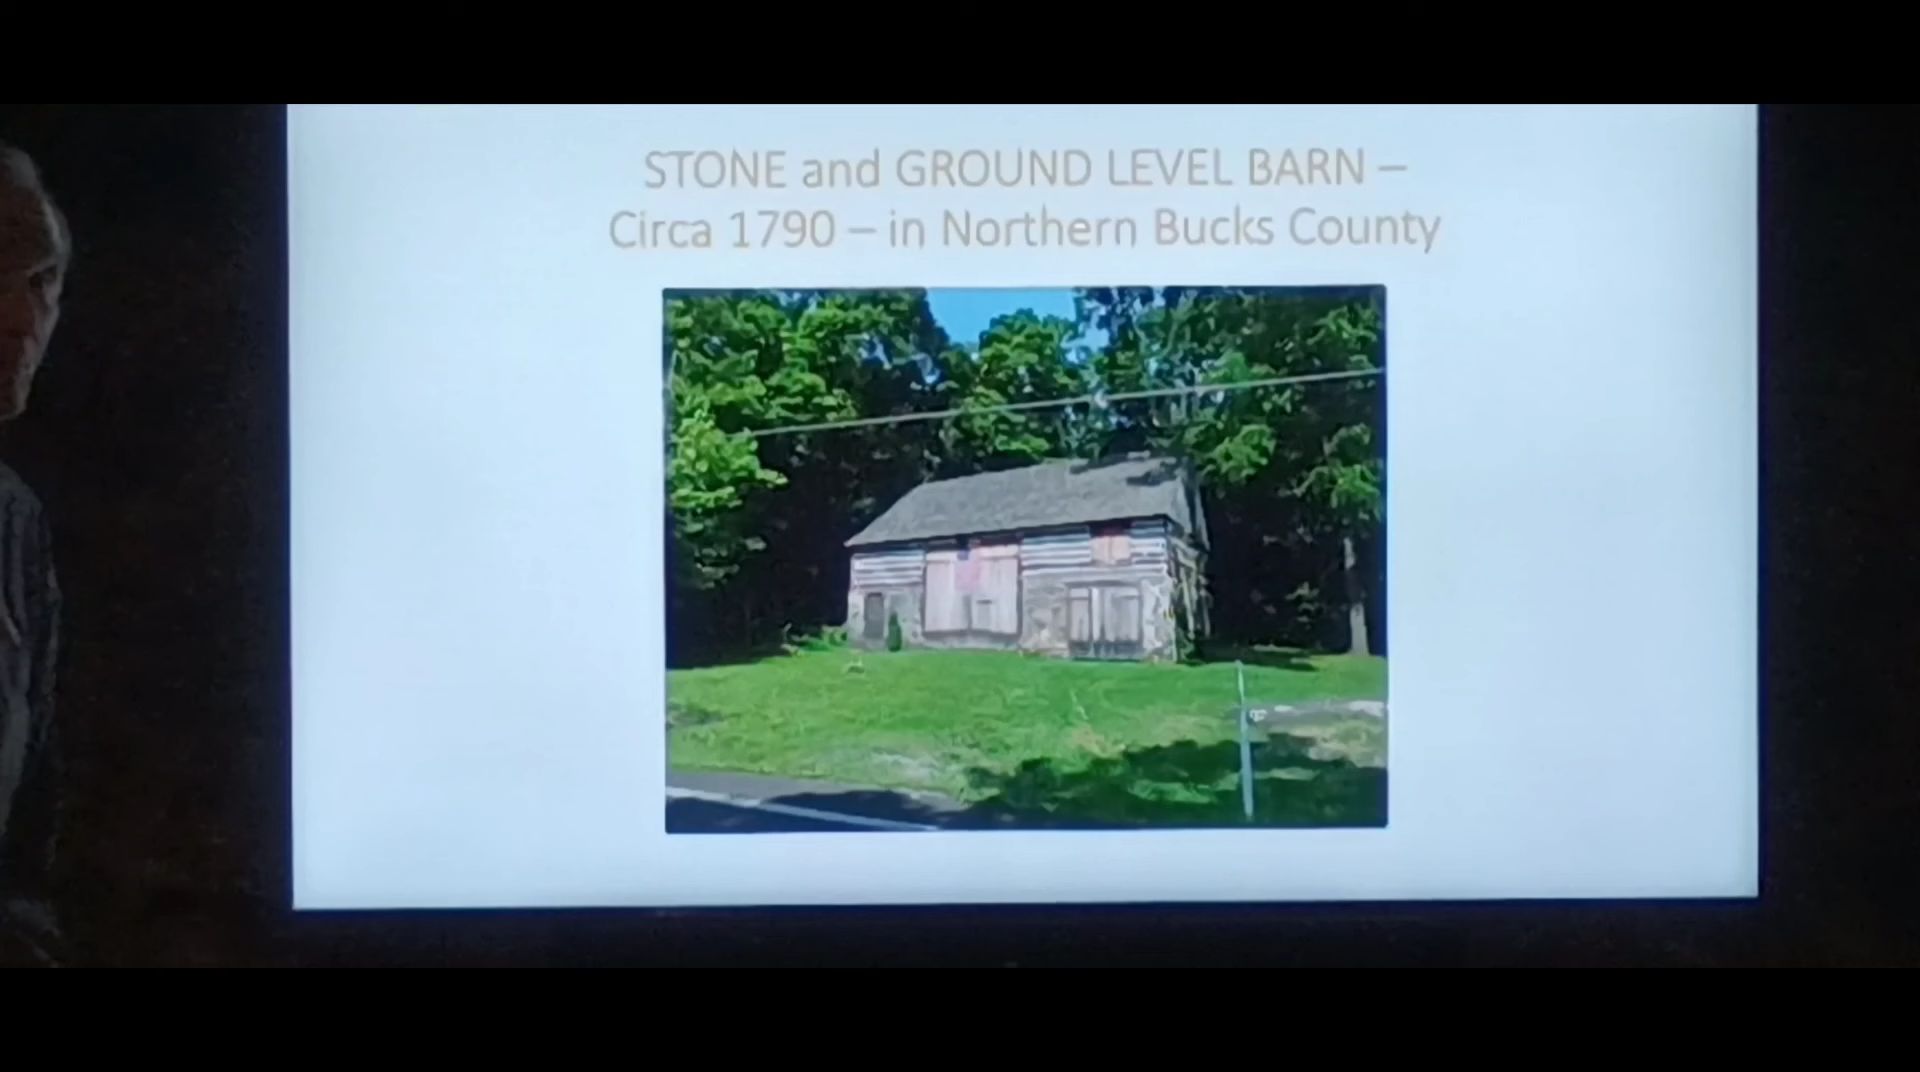 STONE and GROUND LEVEL BARN –
Circa 1790 – in Northern Bucks County